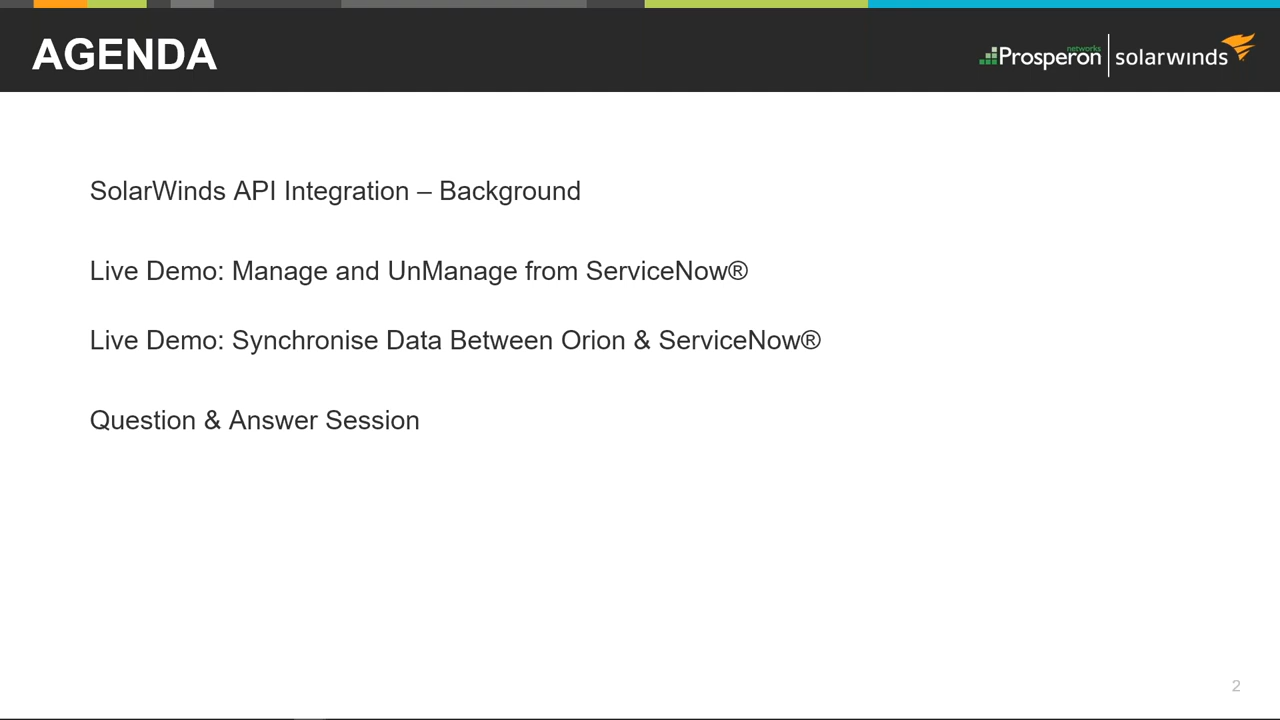 AGENDA
networks
Prosperon
solarwinds
SolarWinds API Integration – Background
Live Demo: Manage and UnManage from ServiceNow®
Live Demo: Synchronise Data Between Orion & ServiceNow®
Question & Answer Session
2